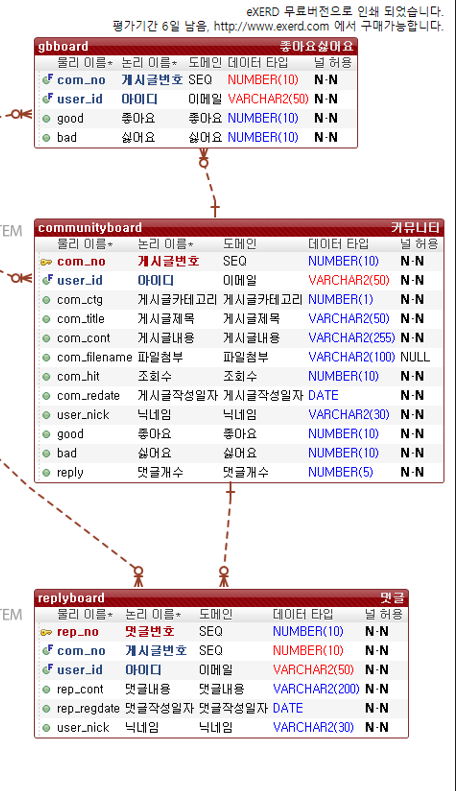 eXERD 무료버전으로 인쇄 되었습니다.
평가기간 6일 남음, http://www.exerd.com 에서 구매가능합니다.
gbboard 좋아요싫어요
물리 이름* 논리 이름* 도메인 데이터 타입 널 허용
com_no 게시글번호 SEQ NUMBER(10) N-N
user_id 아이디 이메일 VARCHAR2(50) N-N
good 좋아요 좋아요 NUMBER(10) N-N
bad 싫어요 싫어요 NUMBER(10) N-N
TEM
communityboard 커뮤니티
물리 이름* 논리 이름* 도메인 데이터 타입 널 허용
com_no 게시글번호 SEQ NUMBER(10) N-N
user_id 아이디 이메일 VARCHAR2(50) N-N
com_ctg 게시글카테고리 게시글카테고리 NUMBER(1) N-N
com_title 게시글제목 게시글제목 VARCHAR2(50) N-N
com_cont 게시글내용 게시글내용 VARCHAR2(255) N-N
com_filename 파일첨부 파일첨부 VARCHAR2(100) NULL
com_hit 조회수 조회수 NUMBER(10) N-N
com_redate 게시글작성일자 게시글작성일자 DATE N-N
user_nick 닉네임 닉네임 VARCHAR2(30) N-N
good 좋아요 좋아요 NUMBER(10) N-N
bad 싫어요 싫어요 NUMBER(10) N-N
reply 댓글개수 댓글개수 NUMBER(5) N-N
replyboard 댓글
TEM
물리 이름* 논리 이름* 도메인 데이터 타입 널 허용
rep_no 댓글번호 SEQ NUMBER(10) N-N
com_no 게시글번호 SEQ NUMBER(10) N-N
user_id 아이디 이메일 VARCHAR2(50) N-N
rep_cont 댓글내용 댓글내용 VARCHAR2(200) N-N
rep_regdate 댓글작성일자 댓글작성일자 DATE N-N
user_nick 닉네임 닉네임 VARCHAR2(30) N-N